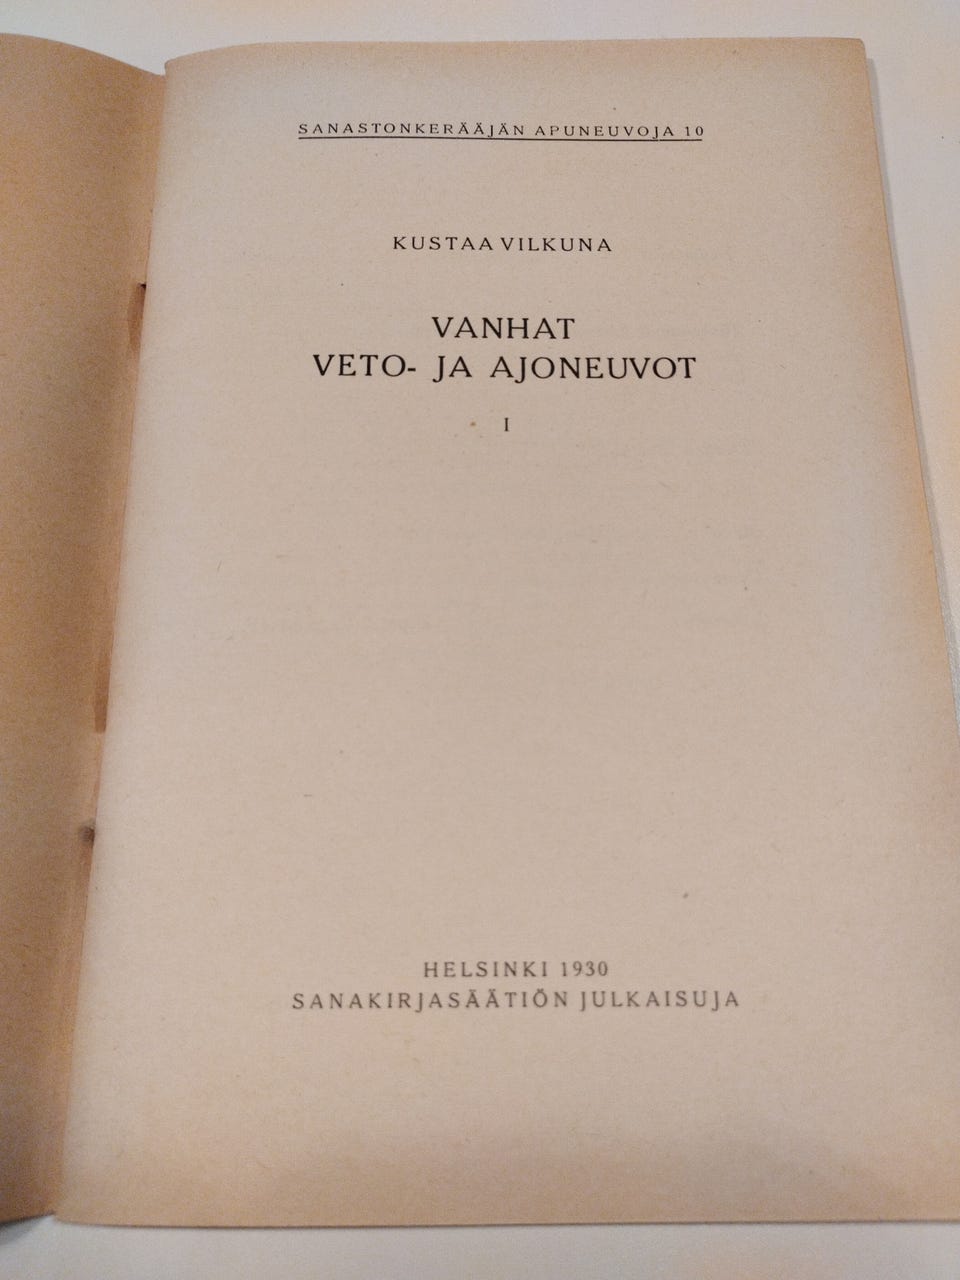 SANASTONKERÄÄJÄN APUNEUVOJA 10
KUSTAA VILKUNA
VANHAT
VETO- JA AJONEUVOT
I
HELSINKI 1930
SANAKIRJASÄÄTIÖN JULKAISUJA